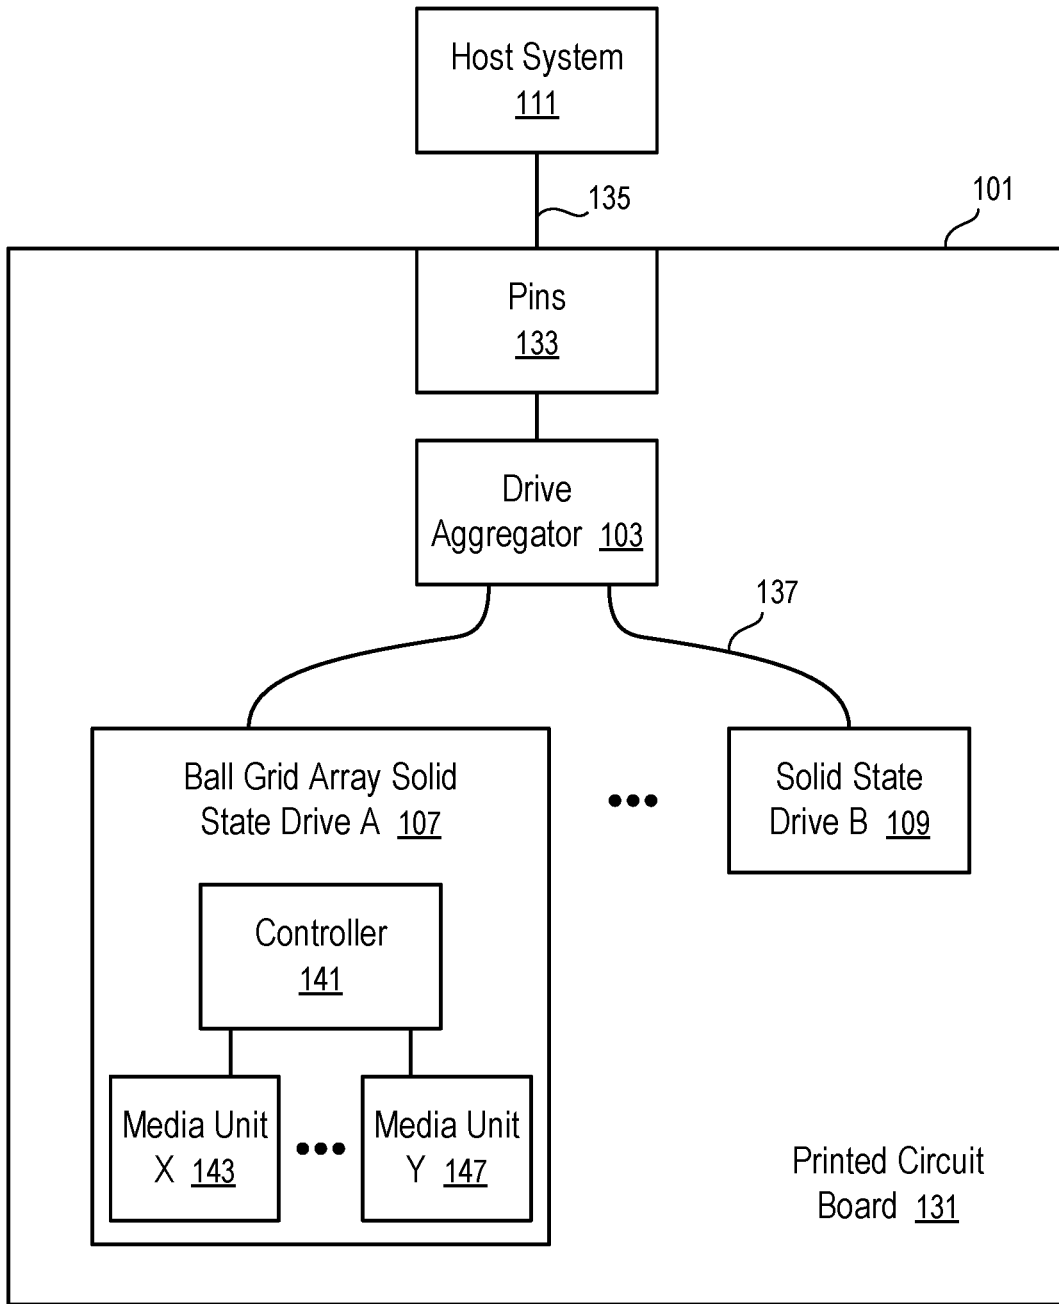 Host System
111
135
101
Pins
133
Drive
Aggregator 103
137
Ball Grid Array Solid
State Drive A 107
Solid State
Drive B 109
Controller
141
Media Unit
X 143
Media Unit
Y 147
Printed Circuit
Board 131